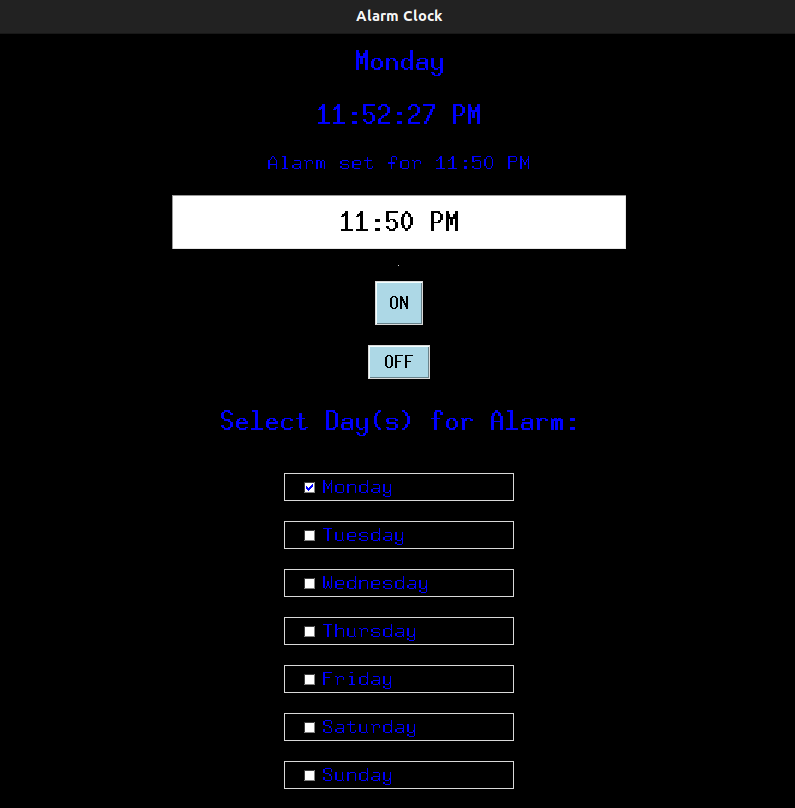 Alarm Clock
Monday
11:52:27 PM
Alarm set for 11:50 PM
11:50 PM
ON
OFF
Select Day(s) for Alarm:
Monday
Tuesday
Wednesday
Thursday
Friday
Saturday
Sunday